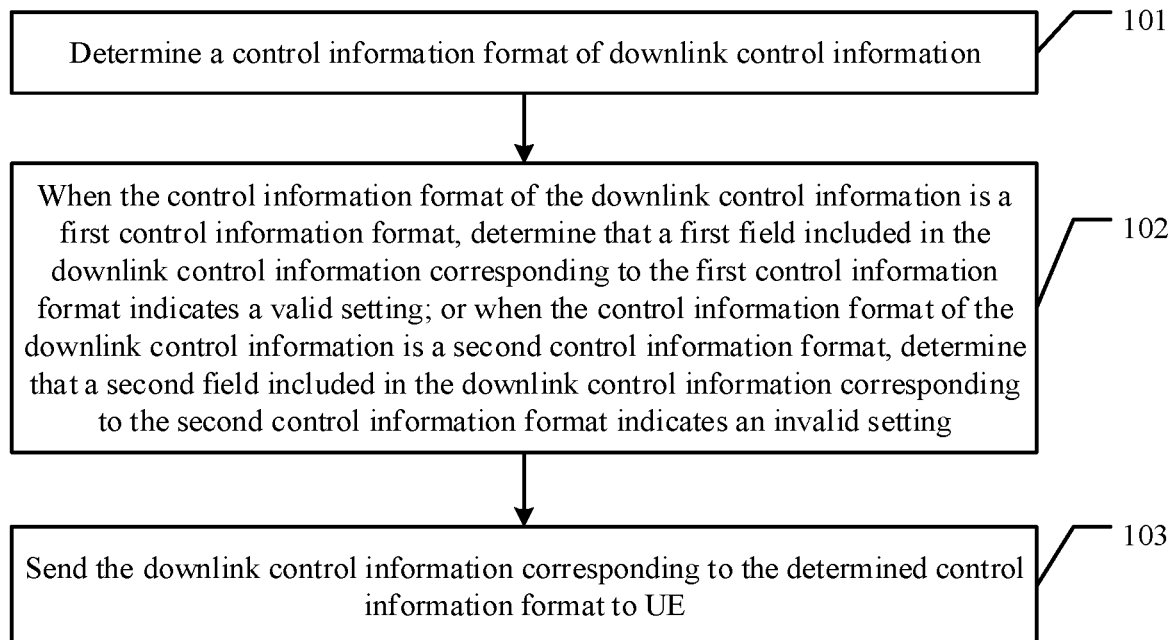 Determine a control information format of downlink control information
101
When the control information format of the downlink control information is a
first control information format, determine that a first field included in the
downlink control information corresponding to the first control information
format indicates a valid setting; or when the control information format of the
downlink control information is a second control information format, determine
that a second field included in the downlink control information corresponding
to the second control information format indicates an invalid setting
102
Send the downlink control information corresponding to the determined control
information format to UE
103